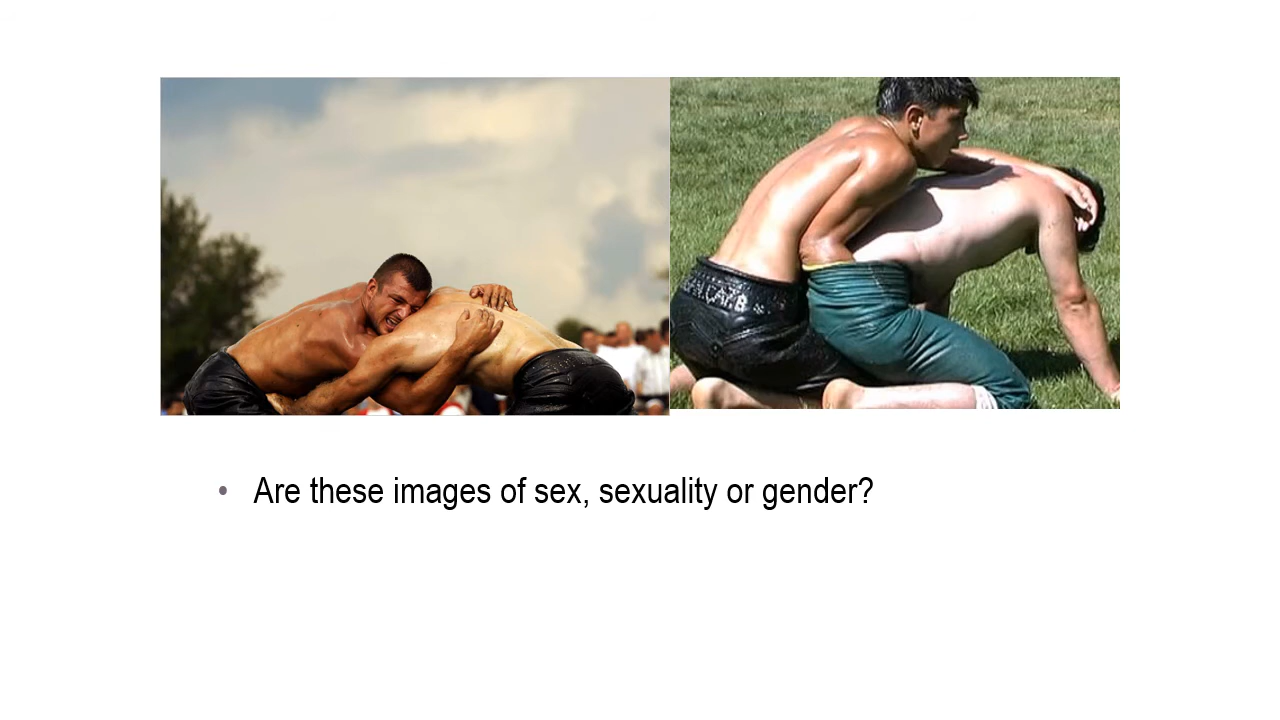 • Are these images of sex, sexuality or gender?